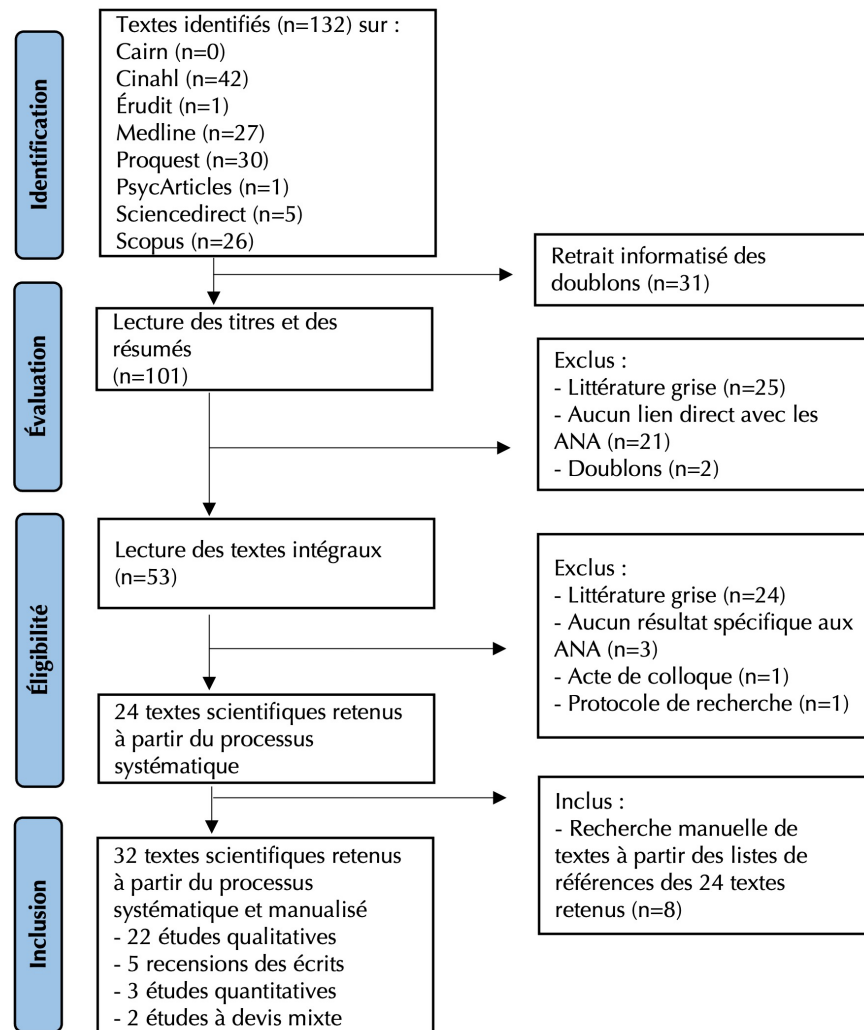 Identification
Textes identifiés (n=132) sur :
Cairn (n=0)
Cinahl (n=42)
Érudit (n=1)
Medline (n=27)
Proquest (n=30)
PsycArticles (n=1)
Sciencedirect (n=5)
Scopus (n=26)
Retrait informatisé des
doublons (n=31)
Évaluation
Lecture des titres et des
résumés
(n=101)
Exclus :
- Littérature grise (n=25)
- Aucun lien direct avec les
ANA (n=21)
- Doublons (n=2)
Éligibilité
Lecture des textes intégraux
(n=53)
Exclus :
- Littérature grise (n=24)
- Aucun résultat spécifique aux
ANA (n=3)
- Acte de colloque (n=1)
- Protocole de recherche (n=1)
24 textes scientifiques retenus
à partir du processus
systématique
Inclus :
- Recherche manuelle de
textes à partir des listes de
références des 24 textes
retenus (n=8)
Inclusion
32 textes scientifiques retenus
à partir du processus
systématique et manualisé
- 22 études qualitatives
- 5 recensions des écrits
- 3 études quantitatives
- 2 études à devis mixte